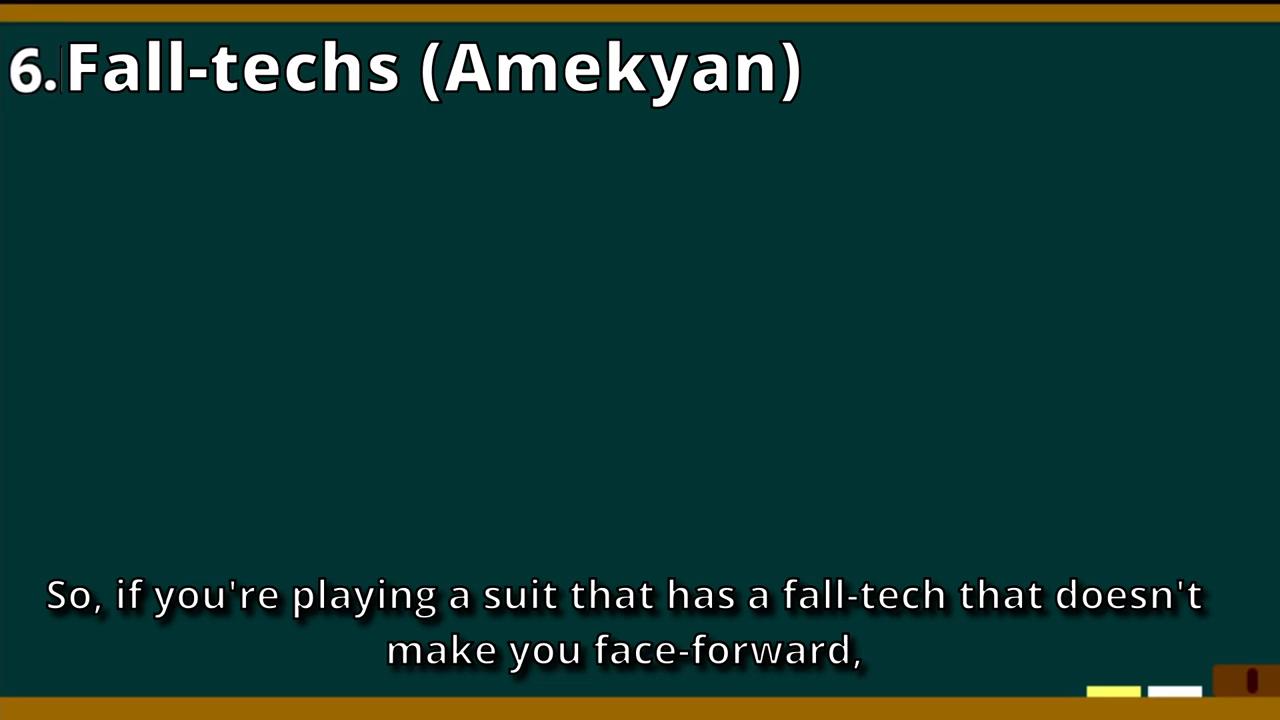 6.Fall-techs (Amekyan)
So, if you're playing a suit that has a fall-tech that doesn't
make you face-forward,